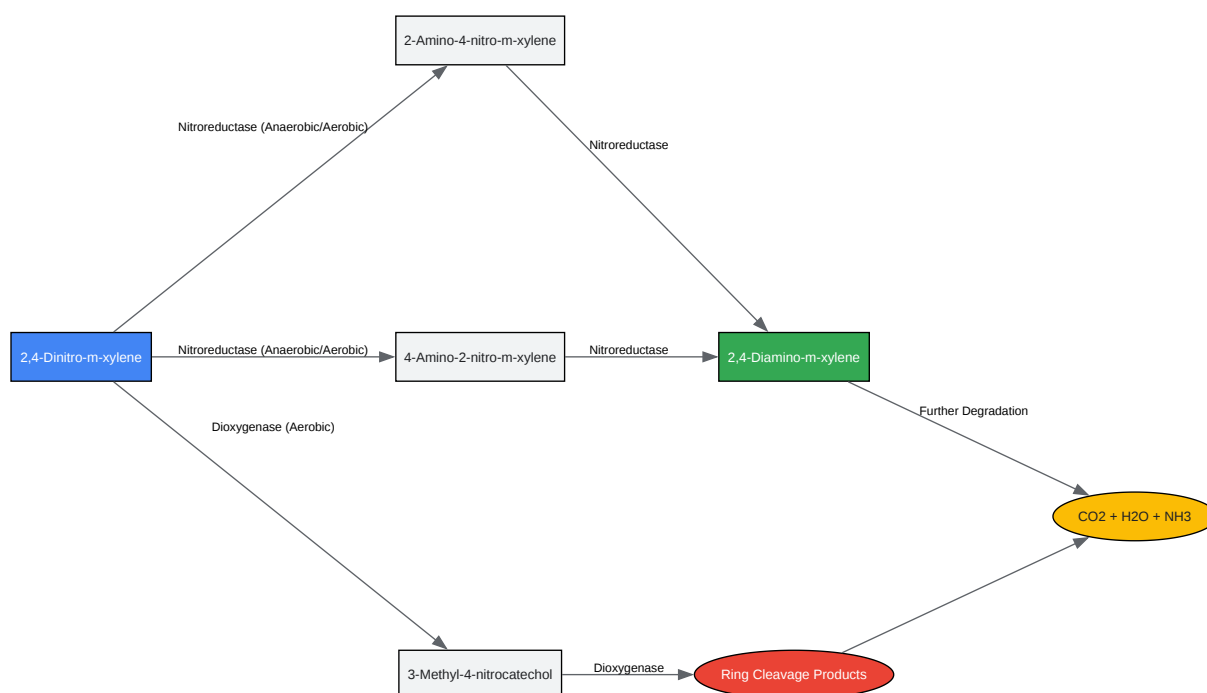 2-Amino-4-nitro-m-xylene
Nitroreductase (Anaerobic/Aerobic)
Nitroreductase
2,4-Dinitro-m-xylene
Nitroreductase (Anaerobic/Aerobic)
4-Amino-2-nitro-m-xylene
Nitroreductase
2,4-Diamino-m-xylene
Dioxygenase (Aerobic)
Further Degradation
CO2 + H2O + NH3
3-Methyl-4-nitrocatechol
Dioxygenase
Ring Cleavage Products